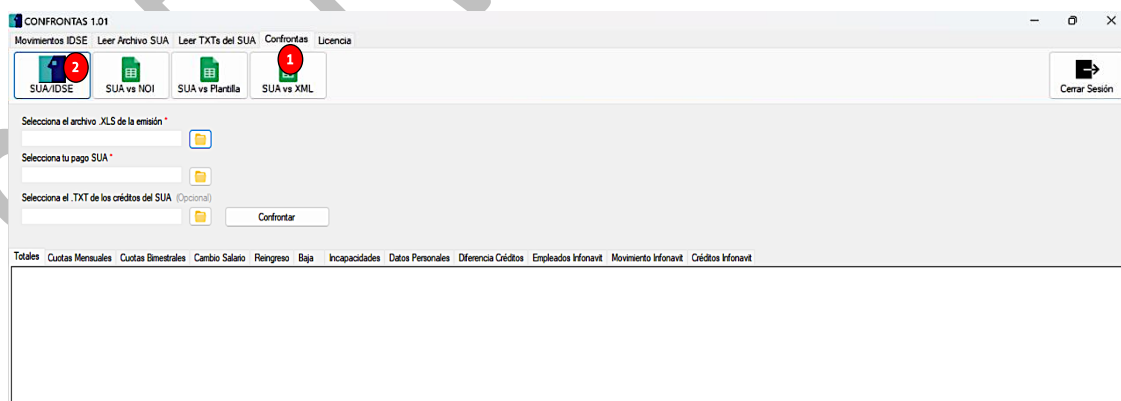 CONFRONTAS 1.01
Movimientos IDSE Leer Archivo SUA Leer TXTs del SUA Confrontas Licencia
2 1
SUA/IDSE SUA vs NOI SUA vs Plantilla SUA vs XML Cerrar Sesión
Selecciona el archivo .XLS de la emisión *
Selecciona tu pago SUA *
Selecciona el .TXT de los créditos del SUA (Opcional)
Confrontar
Totales Cuotas Mensuales Cuotas Bimestrales Cambio Salario Reingreso Baja Incapacidades Datos Personales Diferencia Créditos Empleados Infonavit Movimiento Infonavit Créditos Infonavit